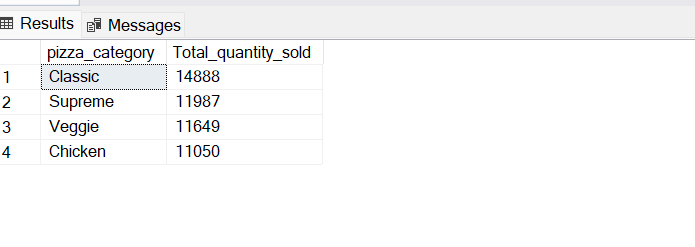 Results Messages
pizza_category Total_quantity_sold
1 Classic 14888
2 Supreme 11987
3 Veggie 11649
4 Chicken 11050